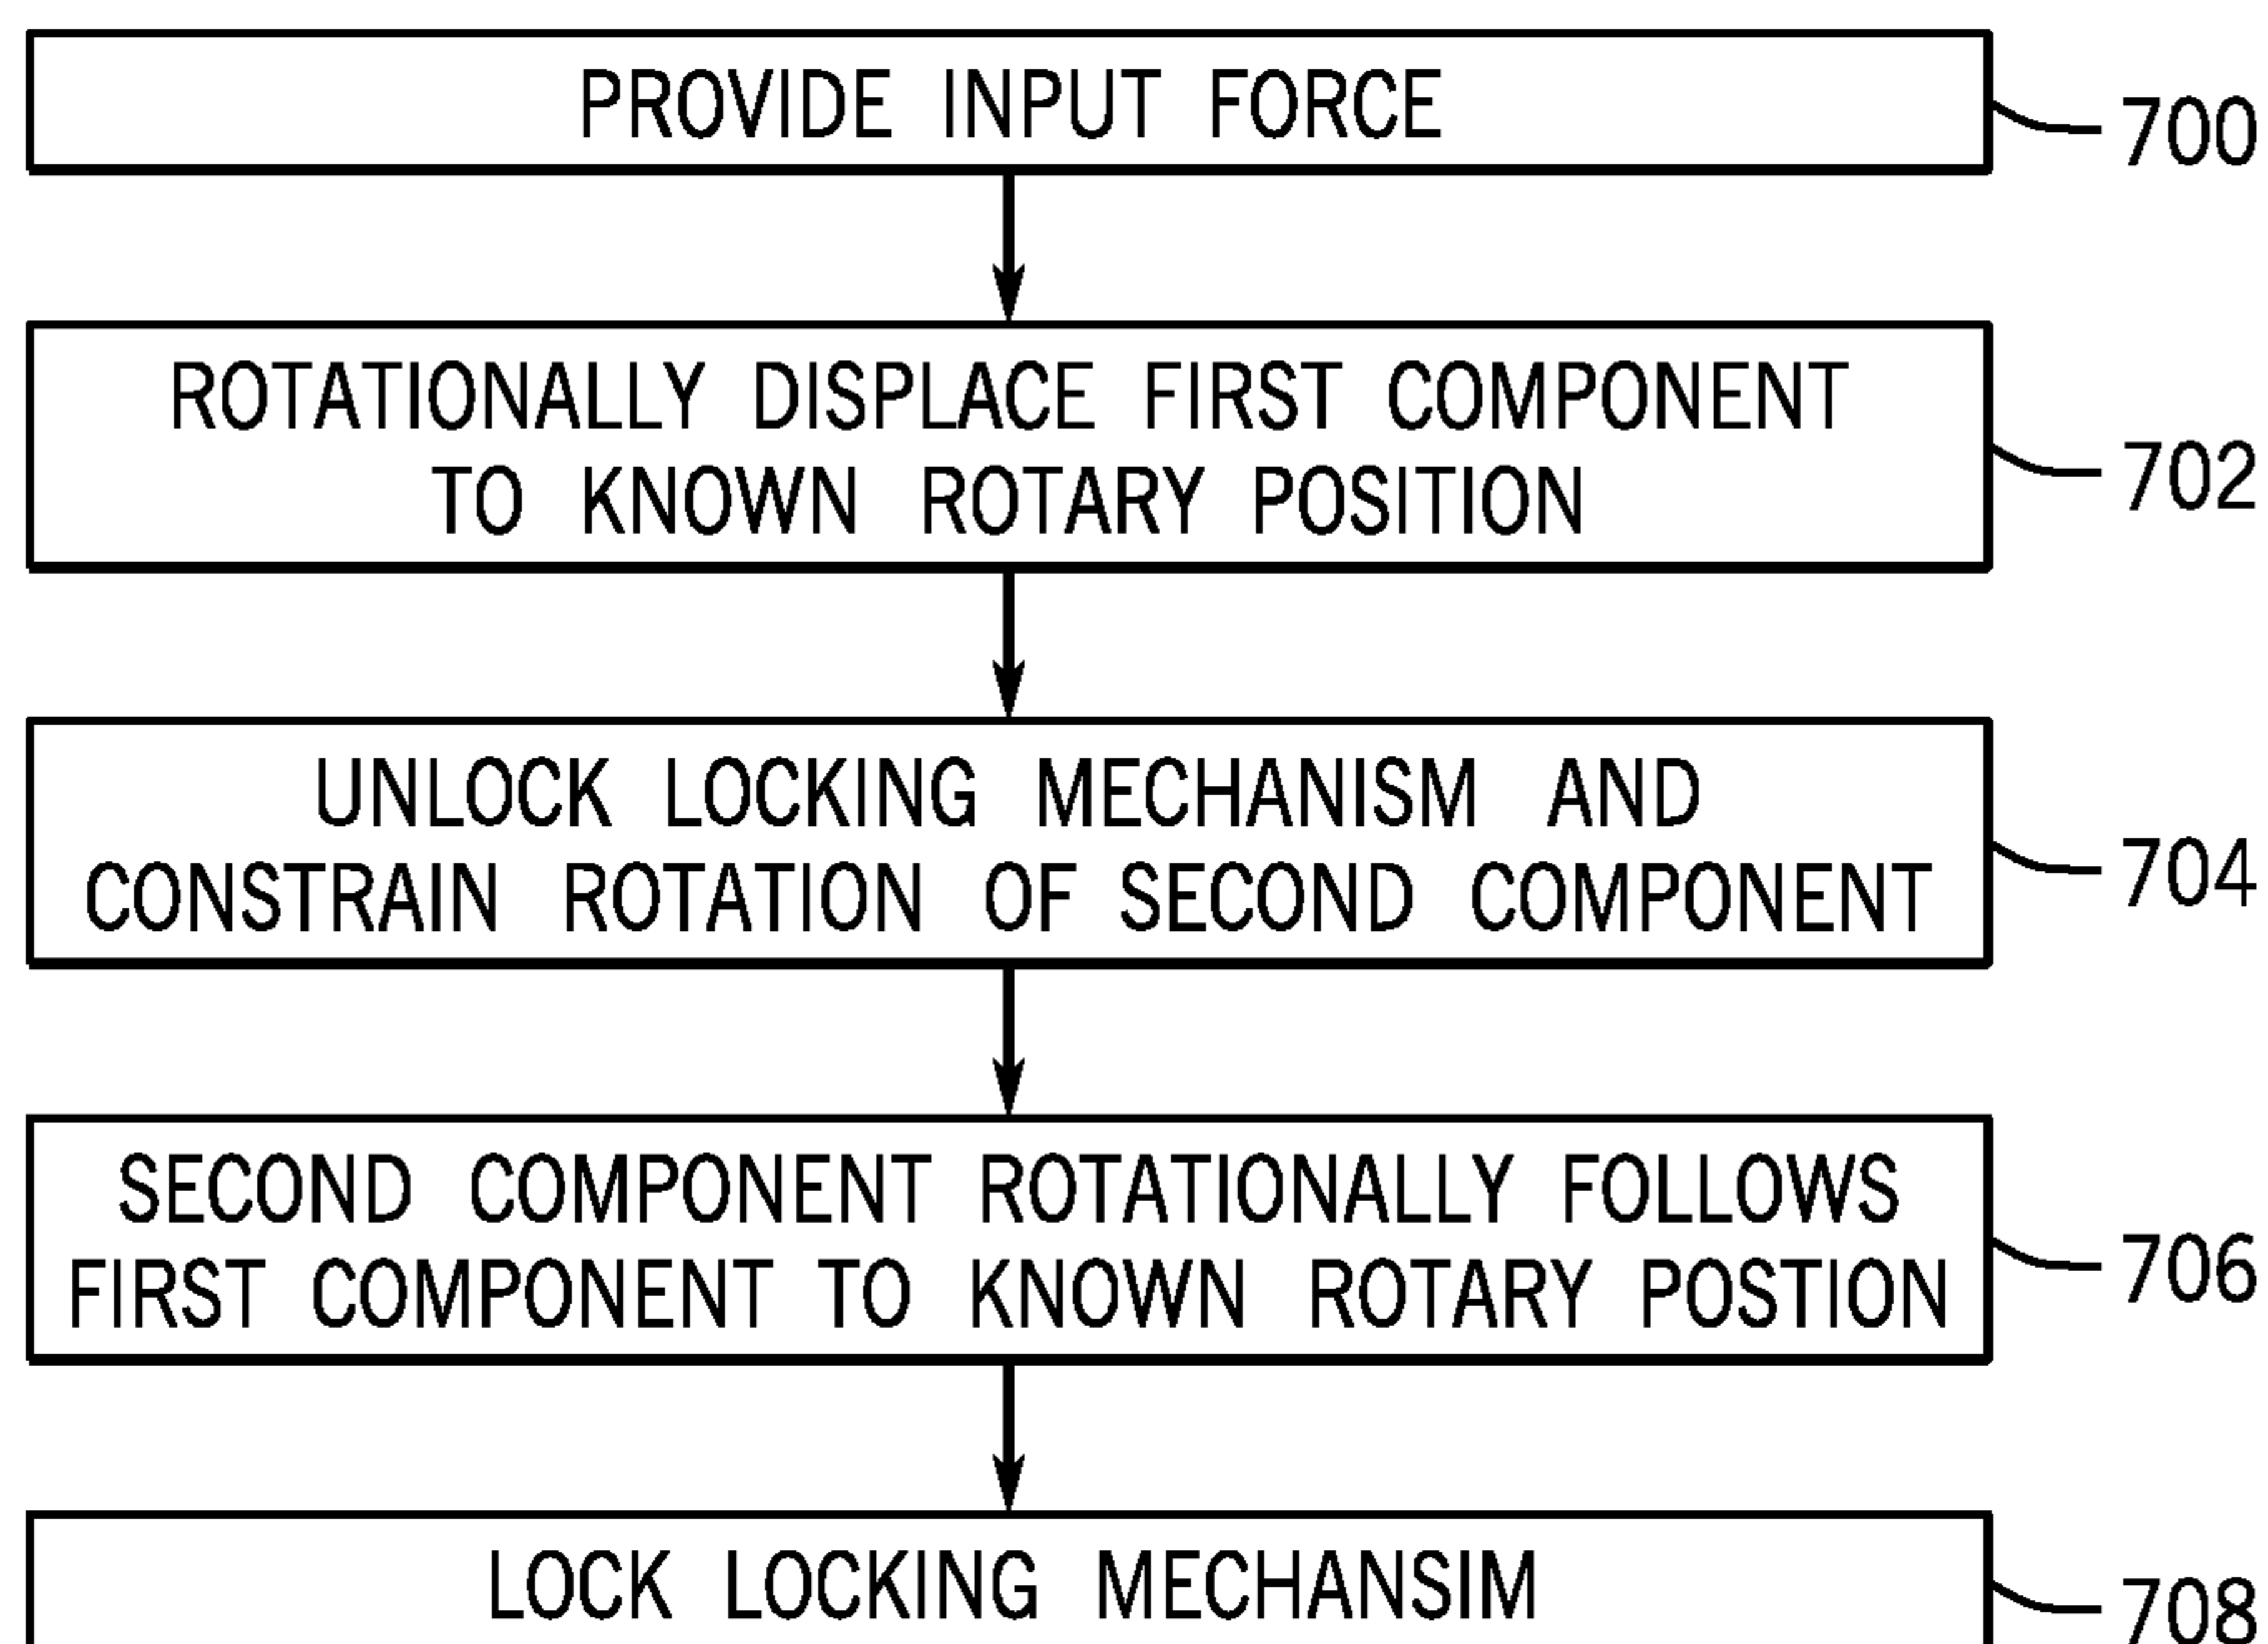 PROVIDE INPUT FORCE
700
ROTATIONALLY DISPLACE FIRST COMPONENT
TO KNOWN ROTARY POSITION
702
UNLOCK LOCKING MECHANISM AND
CONSTRAIN ROTATION OF SECOND COMPONENT
704
SECOND COMPONENT ROTATIONALLY FOLLOWS
FIRST COMPONENT TO KNOWN ROTARY POSTION
706
LOCK LOCKING MECHANSIM
708